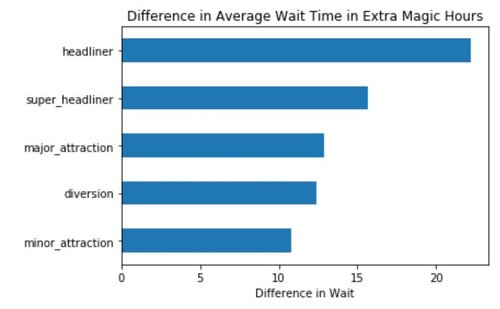 Difference in Average Wait Time in Extra Magic Hours
headliner
super_headliner
major_attraction
diversion
minor_attraction
0 5 10 15 20
Difference in Wait